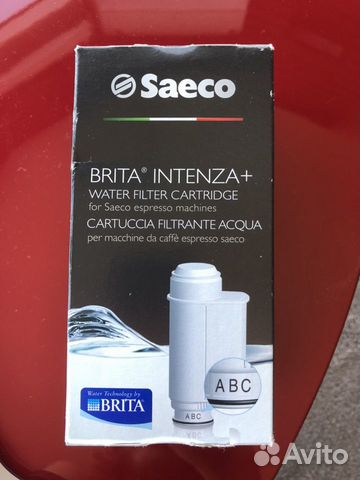 Saeco
BRITA® INTENZA+
WATER FILTER CARTRIDGE
for Saeco espresso machines
CARTUCCIA FILTRANTE ACQUA
per macchine da caffè espresso saeco
ABC
ABC
Water Technology by
BRITA
Avito